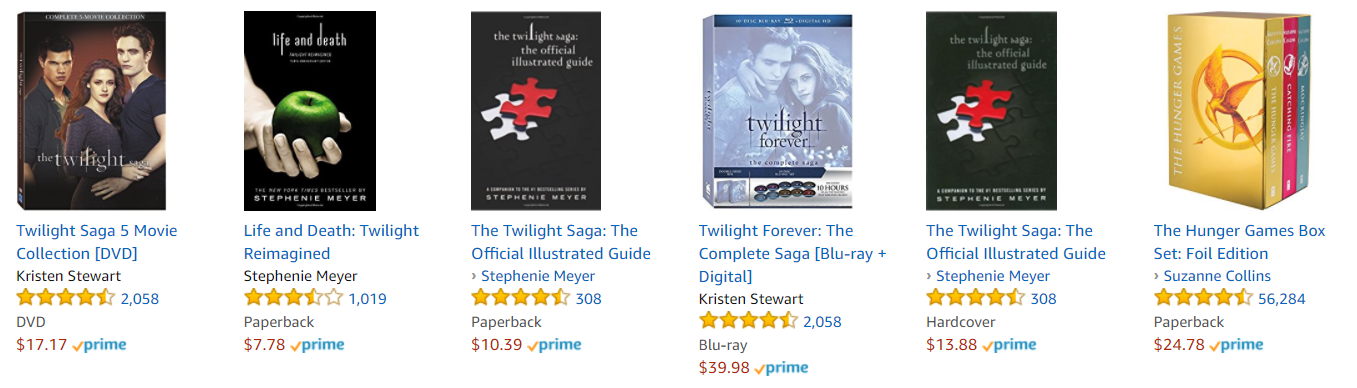 COMPLETE 5-MOVIE COLLECTION
the twilight saga
Twilight Saga 5 Movie
Collection [DVD]
Kristen Stewart
2,058
DVD
$17.17 prime
life and death
TWILIGHT REIMAGINED
THE NEW YORK TIMES BESTSELLER BY
STEPHENIE MEYER
Life and Death: Twilight
Reimagined
Stephenie Meyer
1,019
Paperback
$7.78 prime
the twilight saga:
the official
illustrated guide
A COMPANION TO THE #1 BESTSELLING SERIES BY
STEPHENIE MEYER
The Twilight Saga: The
Official Illustrated Guide
› Stephenie Meyer
308
Paperback
$10.39 prime
10-DISC BLU-RAY + DIGITAL HD
twilight
twilight
forever
the complete saga
10 HOURS
Twilight Forever: The
Complete Saga [Blu-ray +
Digital]
Kristen Stewart
2,058
Blu-ray
$39.98 prime
the twilight saga:
the official
illustrated guide
A COMPANION TO THE #1 BESTSELLING SERIES BY
STEPHENIE MEYER
The Twilight Saga: The
Official Illustrated Guide
› Stephenie Meyer
308
Hardcover
$13.88 prime
THE HUNGER GAMES
THE HUNGER GAMES
CATCHING FIRE
MOCKINGJAY
The Hunger Games Box
Set: Foil Edition
› Suzanne Collins
56,284
Paperback
$24.78 prime